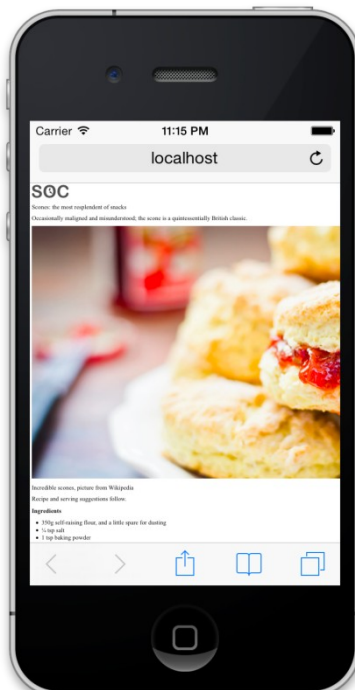 Carrier 11:15 PM
localhost
SOC
Scones: the most resplendent of snacks
Occasionally maligned and misunderstood; the scone is a quintessentially British classic.
Incredible scones, picture from Wikipedia
Recipe and serving suggestions follow.
Ingredients
350g self-raising flour, and a little spare for dusting
¼ tsp salt
1 tsp baking powder